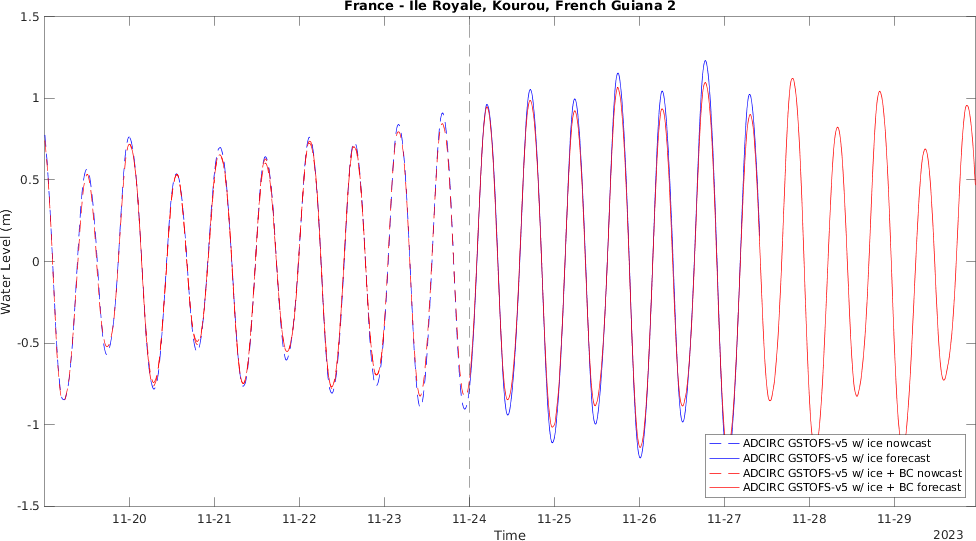 France - Ile Royale, Kourou, French Guiana 2
Water Level (m)
1.5
1
0.5
0
-0.5
-1
-1.5
ADCIRC GSTOFS-v5 w/ ice nowcast
ADCIRC GSTOFS-v5 w/ ice forecast
ADCIRC GSTOFS-v5 w/ ice + BC nowcast
ADCIRC GSTOFS-v5 w/ ice + BC forecast
11-20 11-21 11-22 11-23 11-24 11-25 11-26 11-27 11-28 11-29
Time
2023